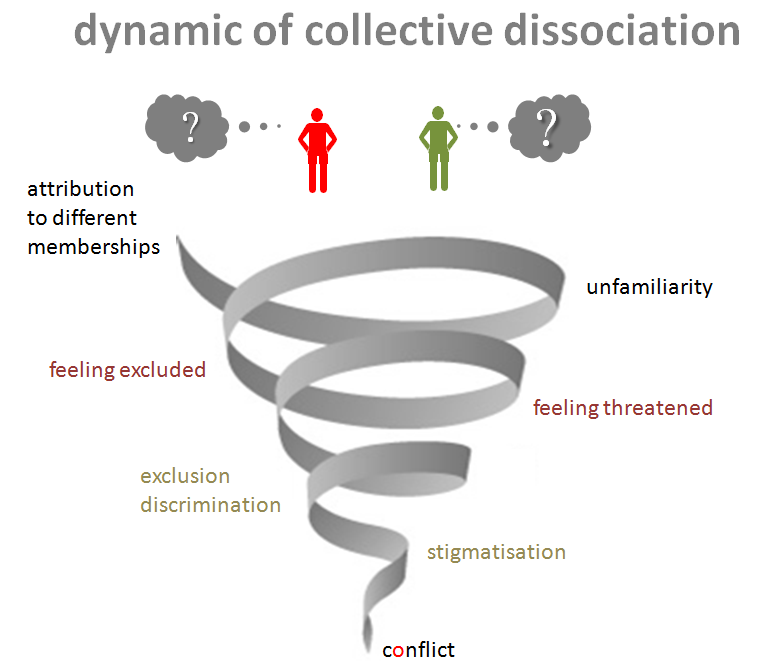 dynamic of collective dissociation
? ?
attribution
to different
memberships
unfamiliarity
feeling excluded
feeling threatened
exclusion
discrimination
stigmatisation
conflict